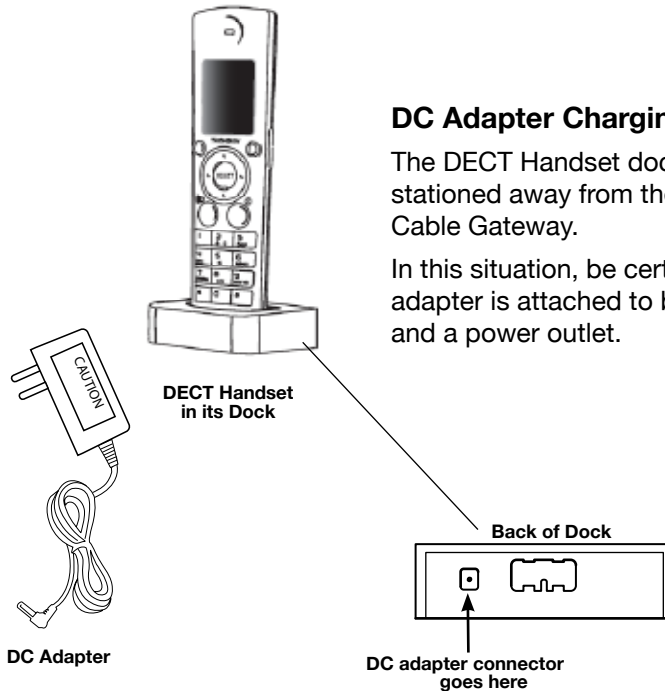 DC Adapter Chargin
The DECT Handset doc
stationed away from the
Cable Gateway.
In this situation, be cert
adapter is attached to b
and a power outlet.
CAUTION
DECT Handset
in its Dock
Back of Dock
DC Adapter
DC adapter connector
goes here